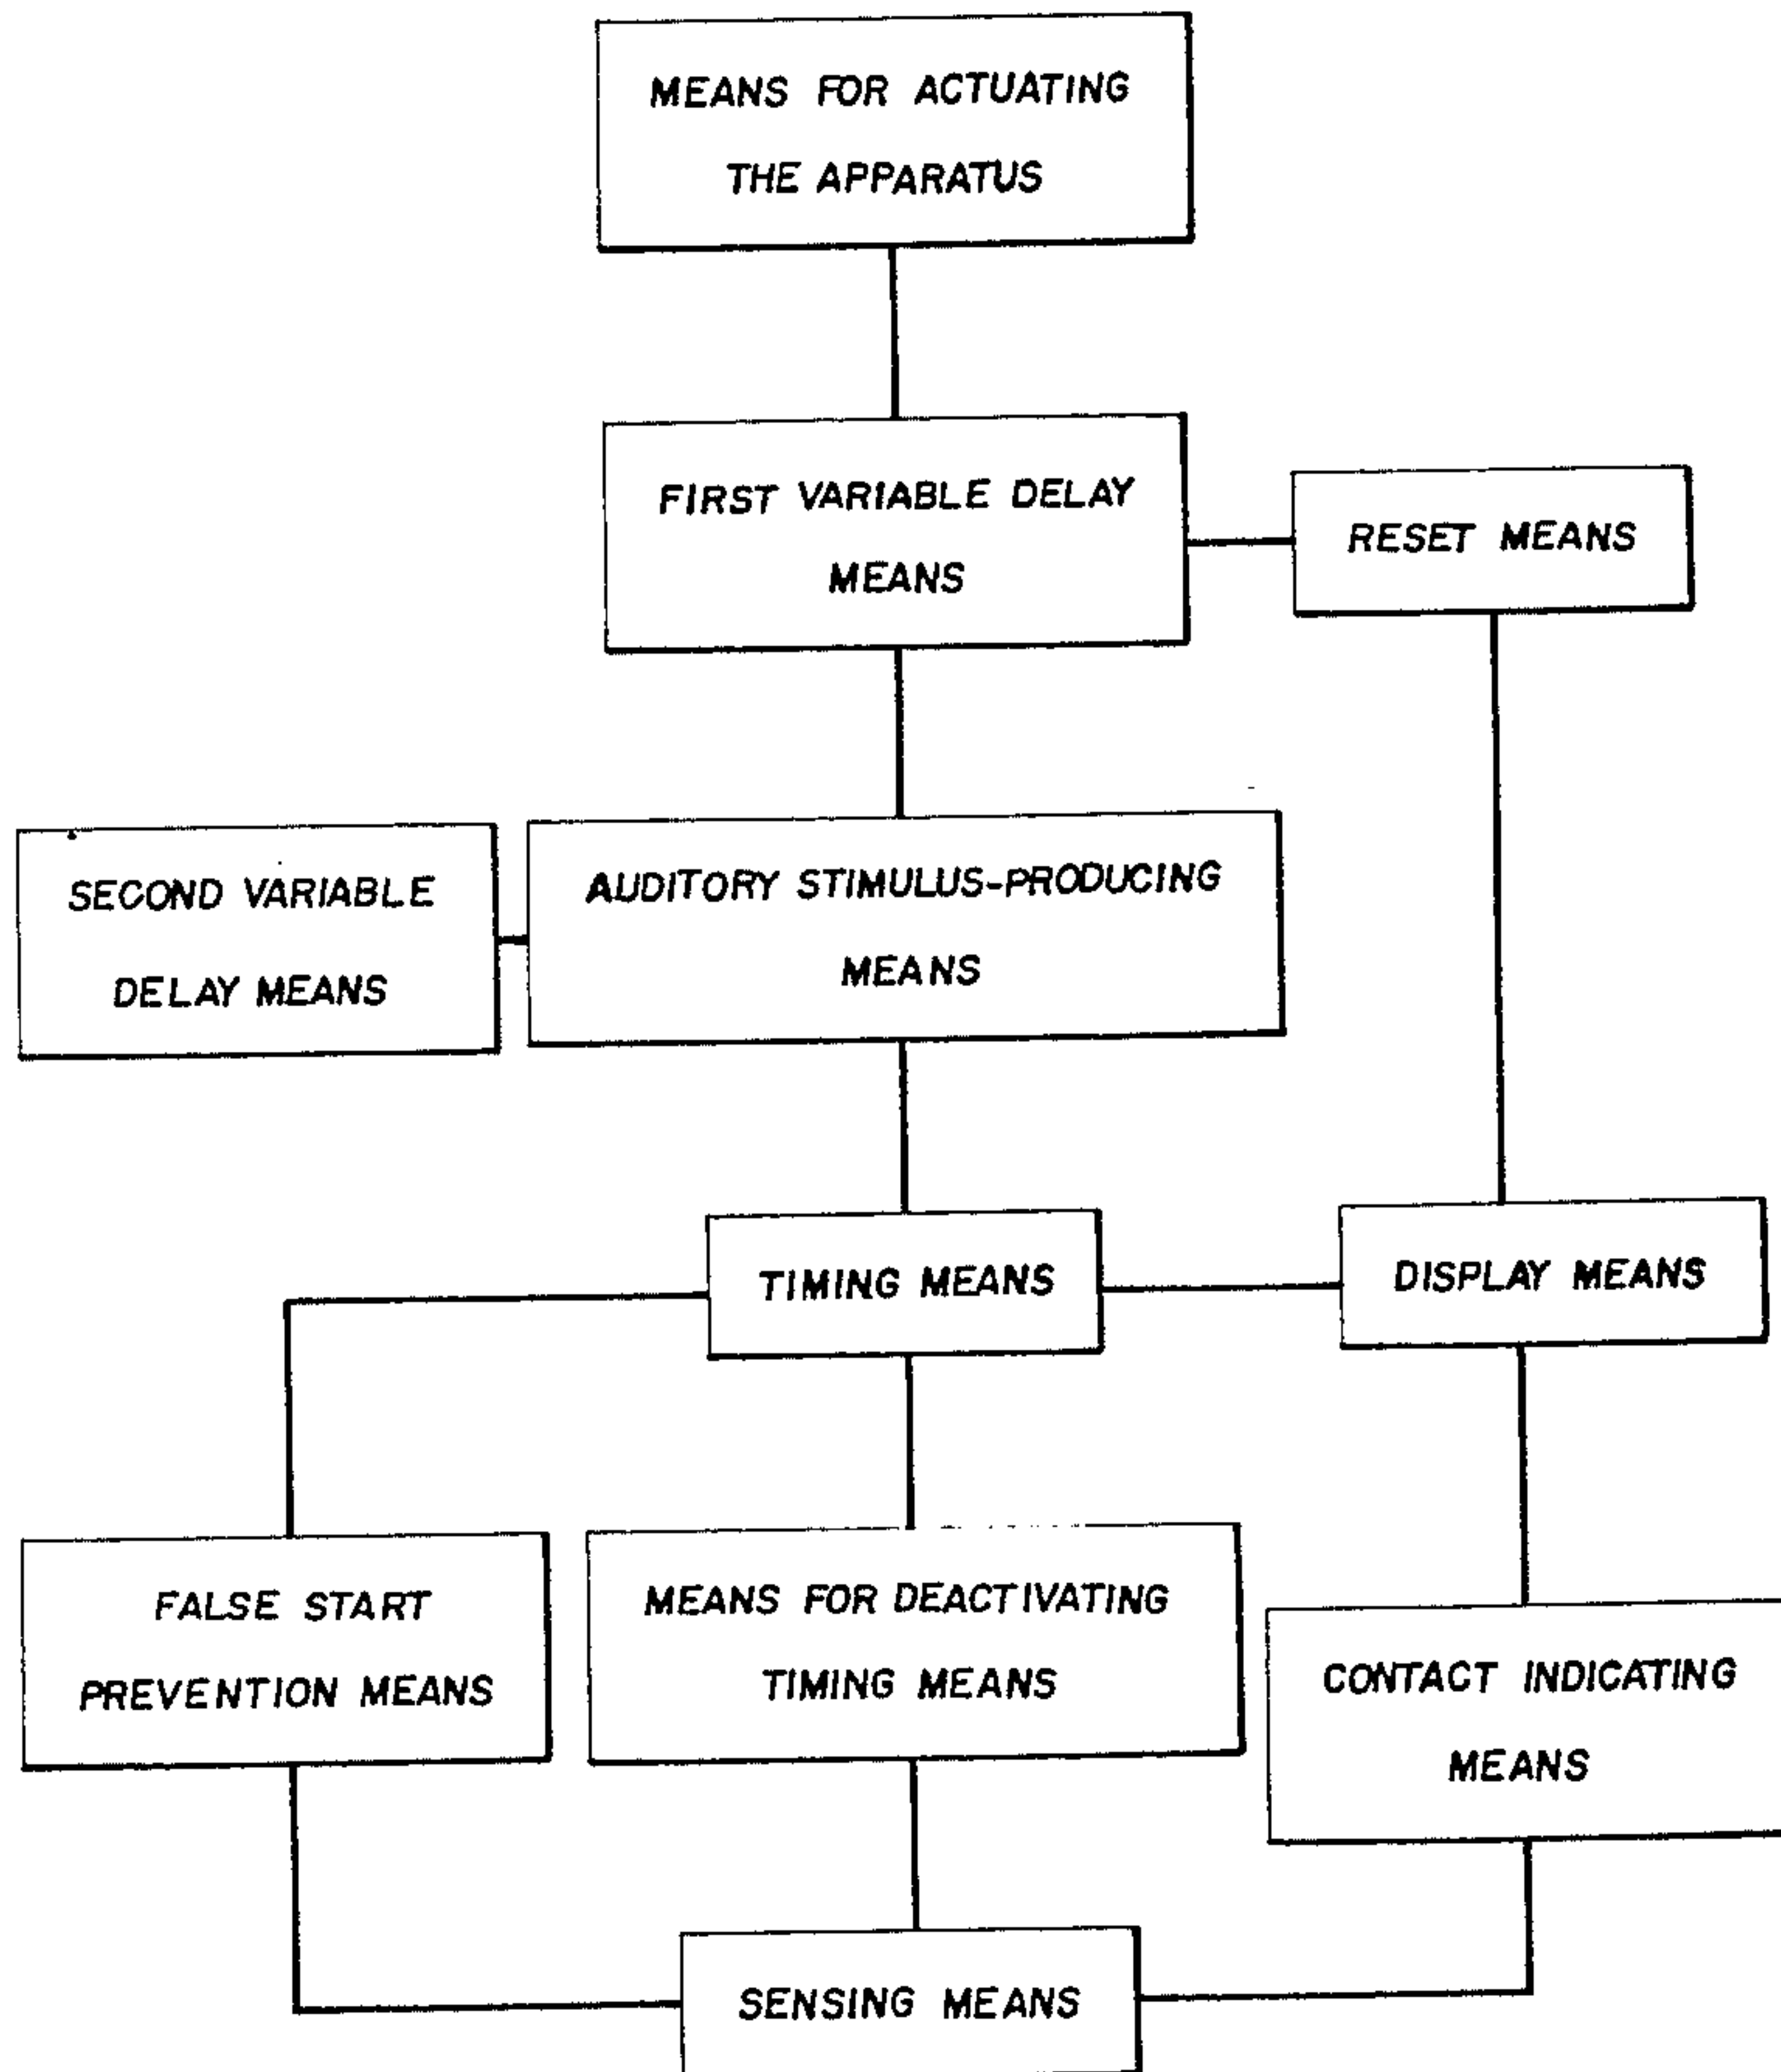 MEANS FOR ACTUATING
THE APPARATUS
FIRST VARIABLE DELAY
MEANS
RESET MEANS
SECOND VARIABLE
DELAY MEANS
AUDITORY STIMULUS-PRODUCING
MEANS
TIMING MEANS
DISPLAY MEANS
FALSE START
PREVENTION MEANS
MEANS FOR DEACTIVATING
TIMING MEANS
CONTACT INDICATING
MEANS
SENSING MEANS